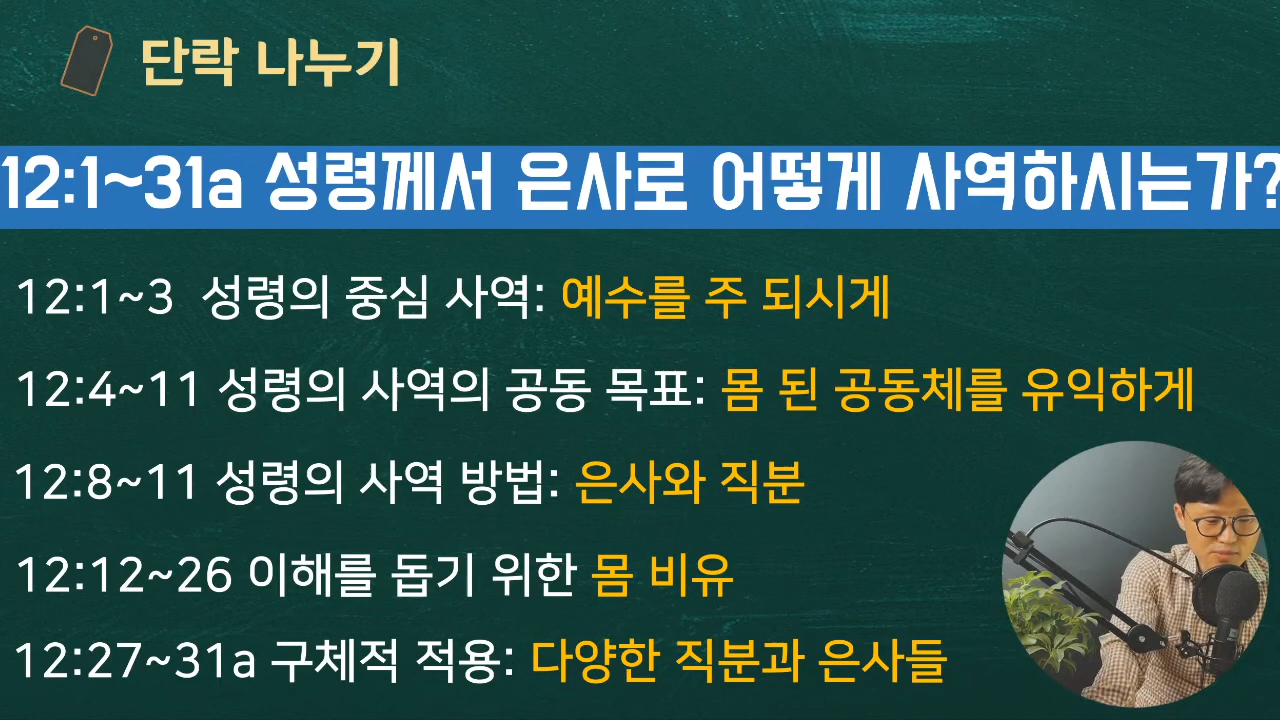 단락 나누기
12:1~31a 성령께서 은사로 어떻게 사역하시는가?
12:1~3 성령의 중심 사역: 예수를 주 되시게
12:4~11 성령의 사역의 공동 목표: 몸 된 공동체를 유익하게
12:8~11 성령의 사역 방법: 은사와 직분
12:12~26 이해를 돕기 위한 몸 비유
12:27~31a 구체적 적용: 다양한 직분과 은사들